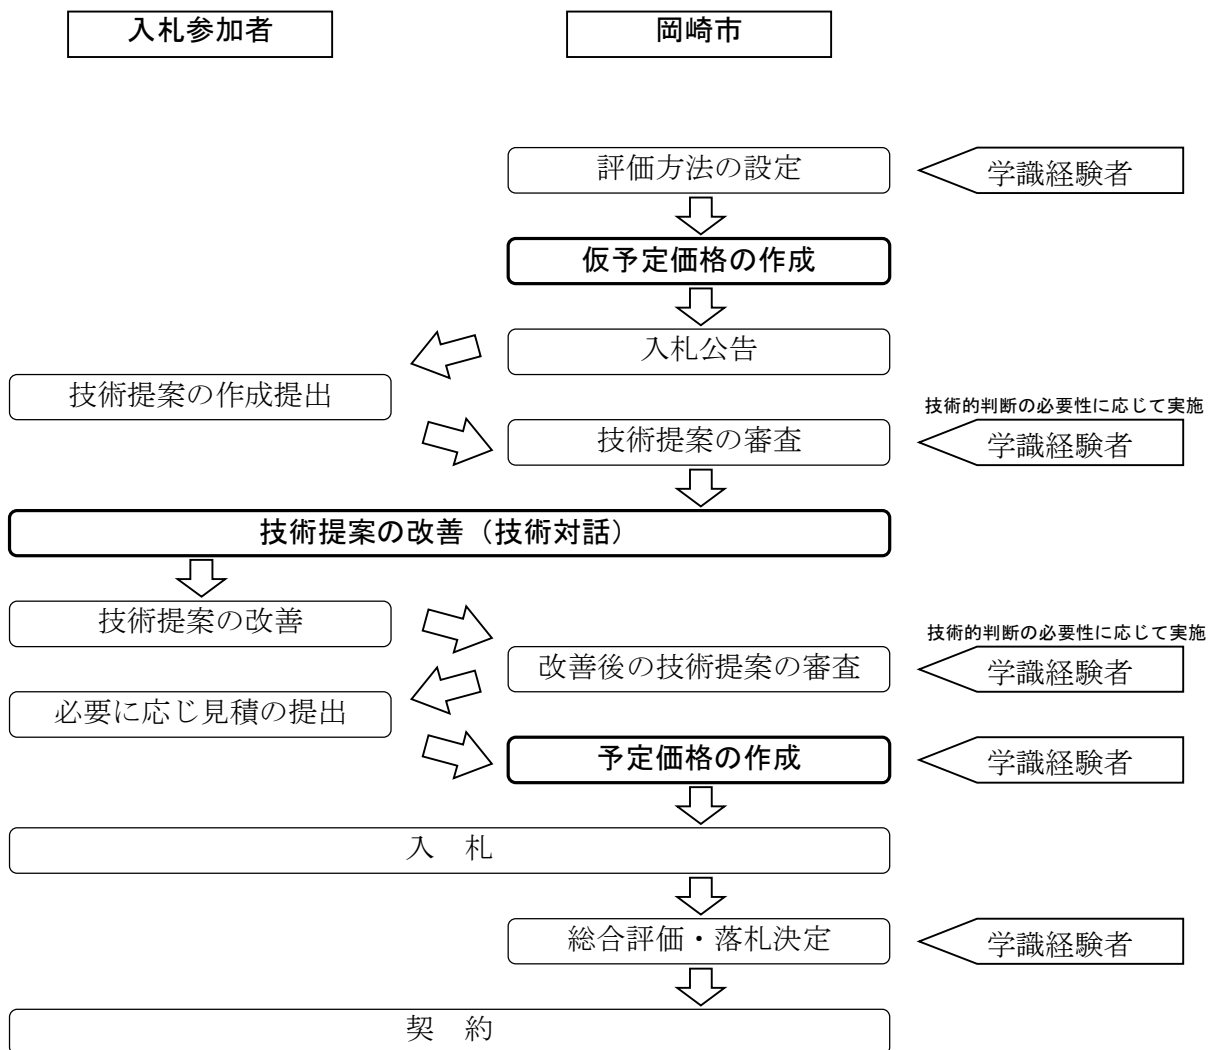 入札参加者
岡崎市
評価方法の設定
学識経験者
仮予定価格の作成
入札公告
技術提案の作成提出
技術的判断の必要性に応じて実施
技術提案の審査
学識経験者
技術提案の改善（技術対話）
技術提案の改善
技術的判断の必要性に応じて実施
改善後の技術提案の審査
学識経験者
必要に応じ見積の提出
予定価格の作成
学識経験者
入　札
総合評価・落札決定
学識経験者
契　約